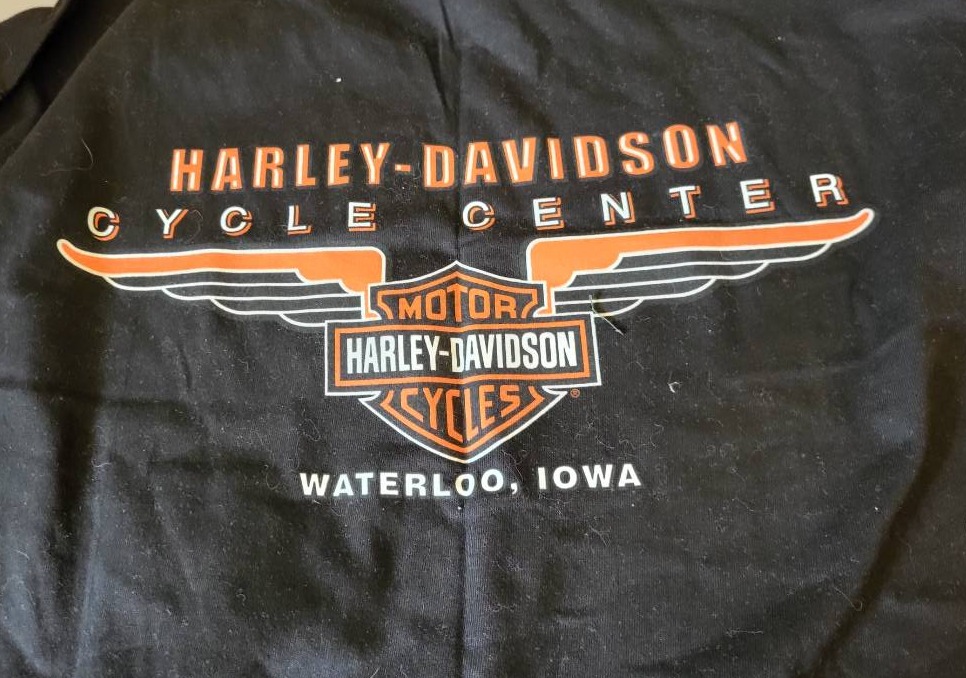 HARLEY-DAVIDSON
CYCLE CENTER
MOTOR
HARLEY-DAVIDSON
CYCLES
®
WATERLOO, IOWA